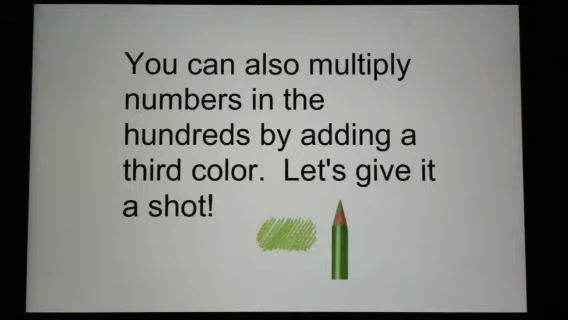 You can also multiply
numbers in the
hundreds by adding a
third color.  Let's give it
a shot!